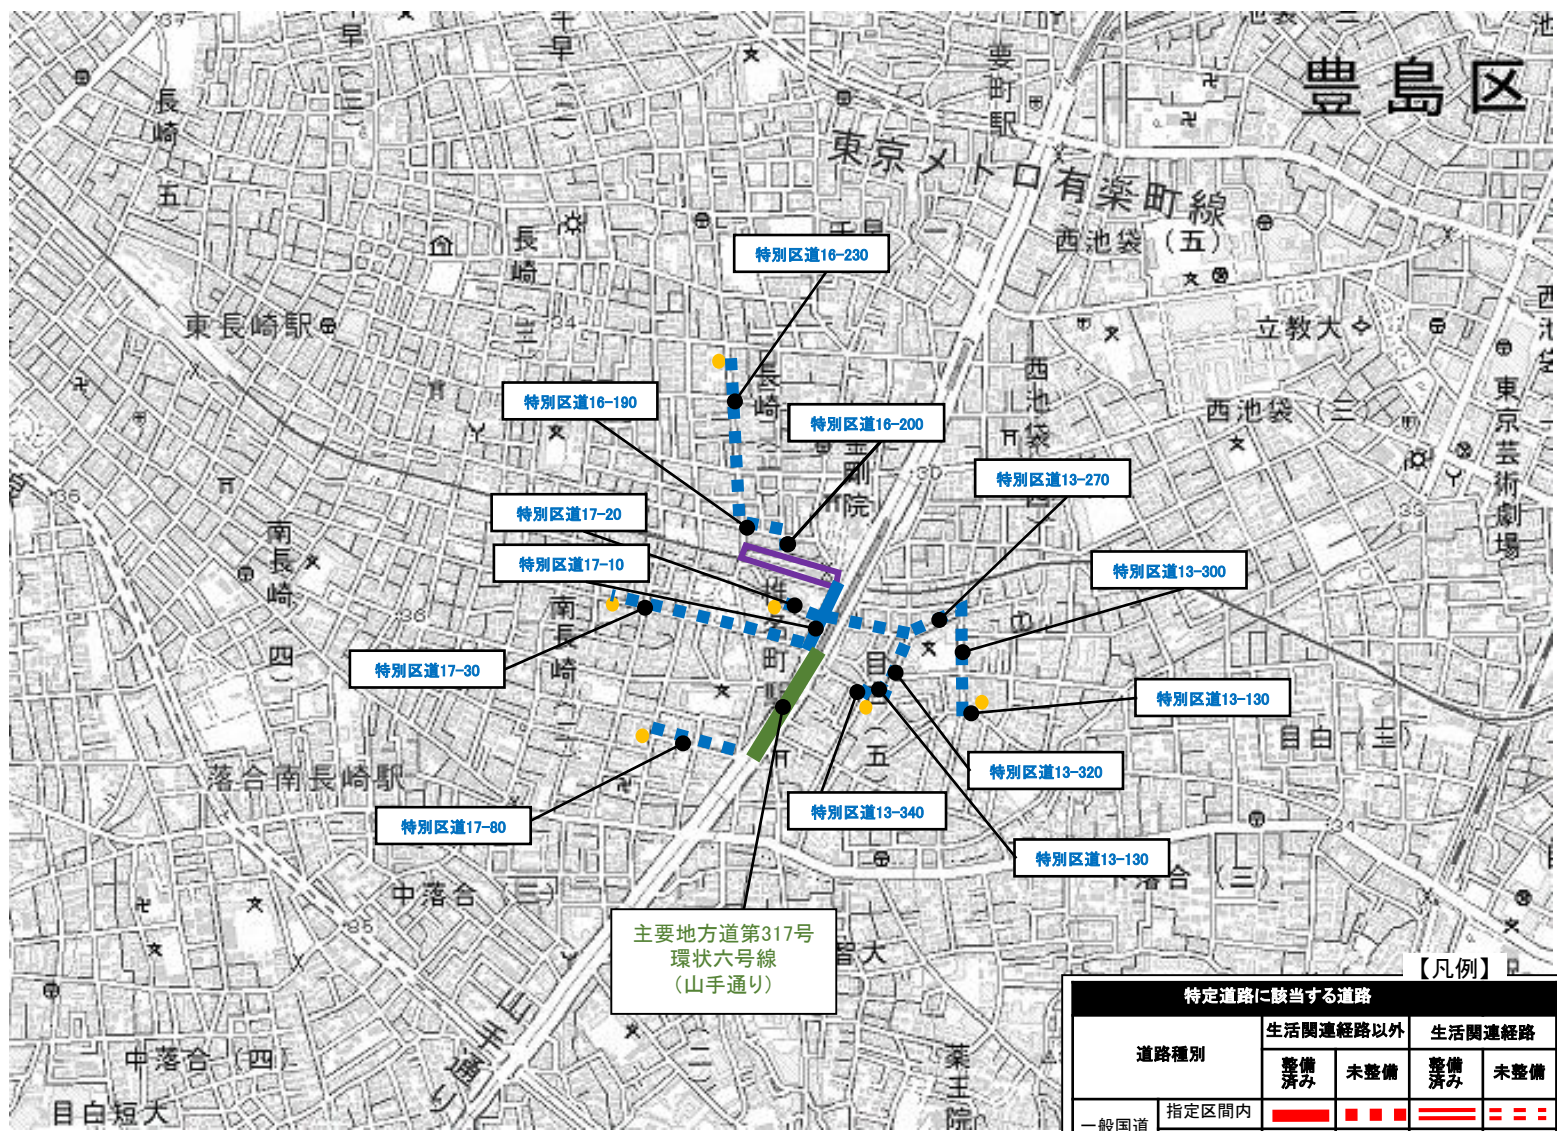 豊島区
東京メトロ有楽町線
要町駅
千早(二)
長崎五
長崎(三)
西池袋(五)
立教大
東長崎駅
特別区道16-230
長崎(二)
特別区道16-190
特別区道16-200
金剛院
西池袋(四)
西池袋(三)
東京芸術劇場
特別区道13-270
特別区道17-20
特別区道17-10
特別区道13-300
南長崎(四)
南長崎(二)
特別区道17-30
特別区道13-130
目白(三)
落合南長崎駅
特別区道13-320
特別区道17-80
特別区道13-340
特別区道13-130
下落合(三)
中落合(三)
主要地方道第317号
環状六号線
(山手通り)
山手通り
中落合(四)
目白短大
薬王院
【凡例】
特定道路に該当する道路
道路種別
生活関連経路以外
生活関連経路
整備済み
未整備
整備済み
未整備
一般国道
指定区間内